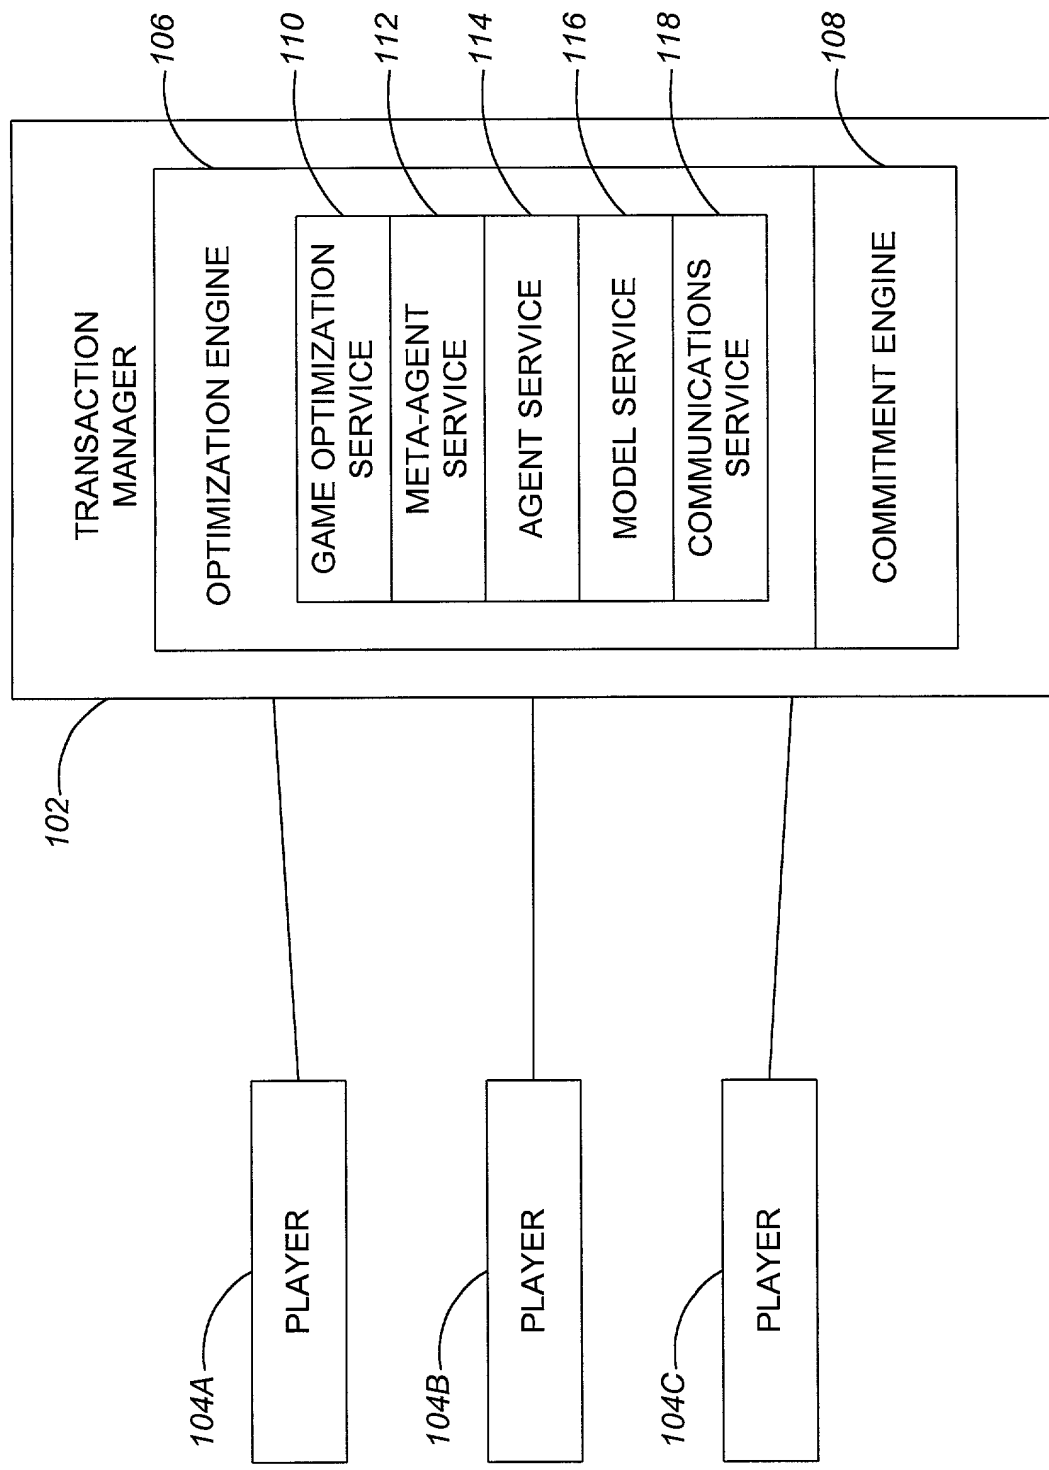 102
TRANSACTION
MANAGER
106
OPTIMIZATION ENGINE
110
GAME OPTIMIZATION
SERVICE
112
META-AGENT
SERVICE
114
AGENT SERVICE
116
MODEL SERVICE
118
COMMUNICATIONS
SERVICE
108
COMMITMENT ENGINE
104A
PLAYER
104B
PLAYER
104C
PLAYER